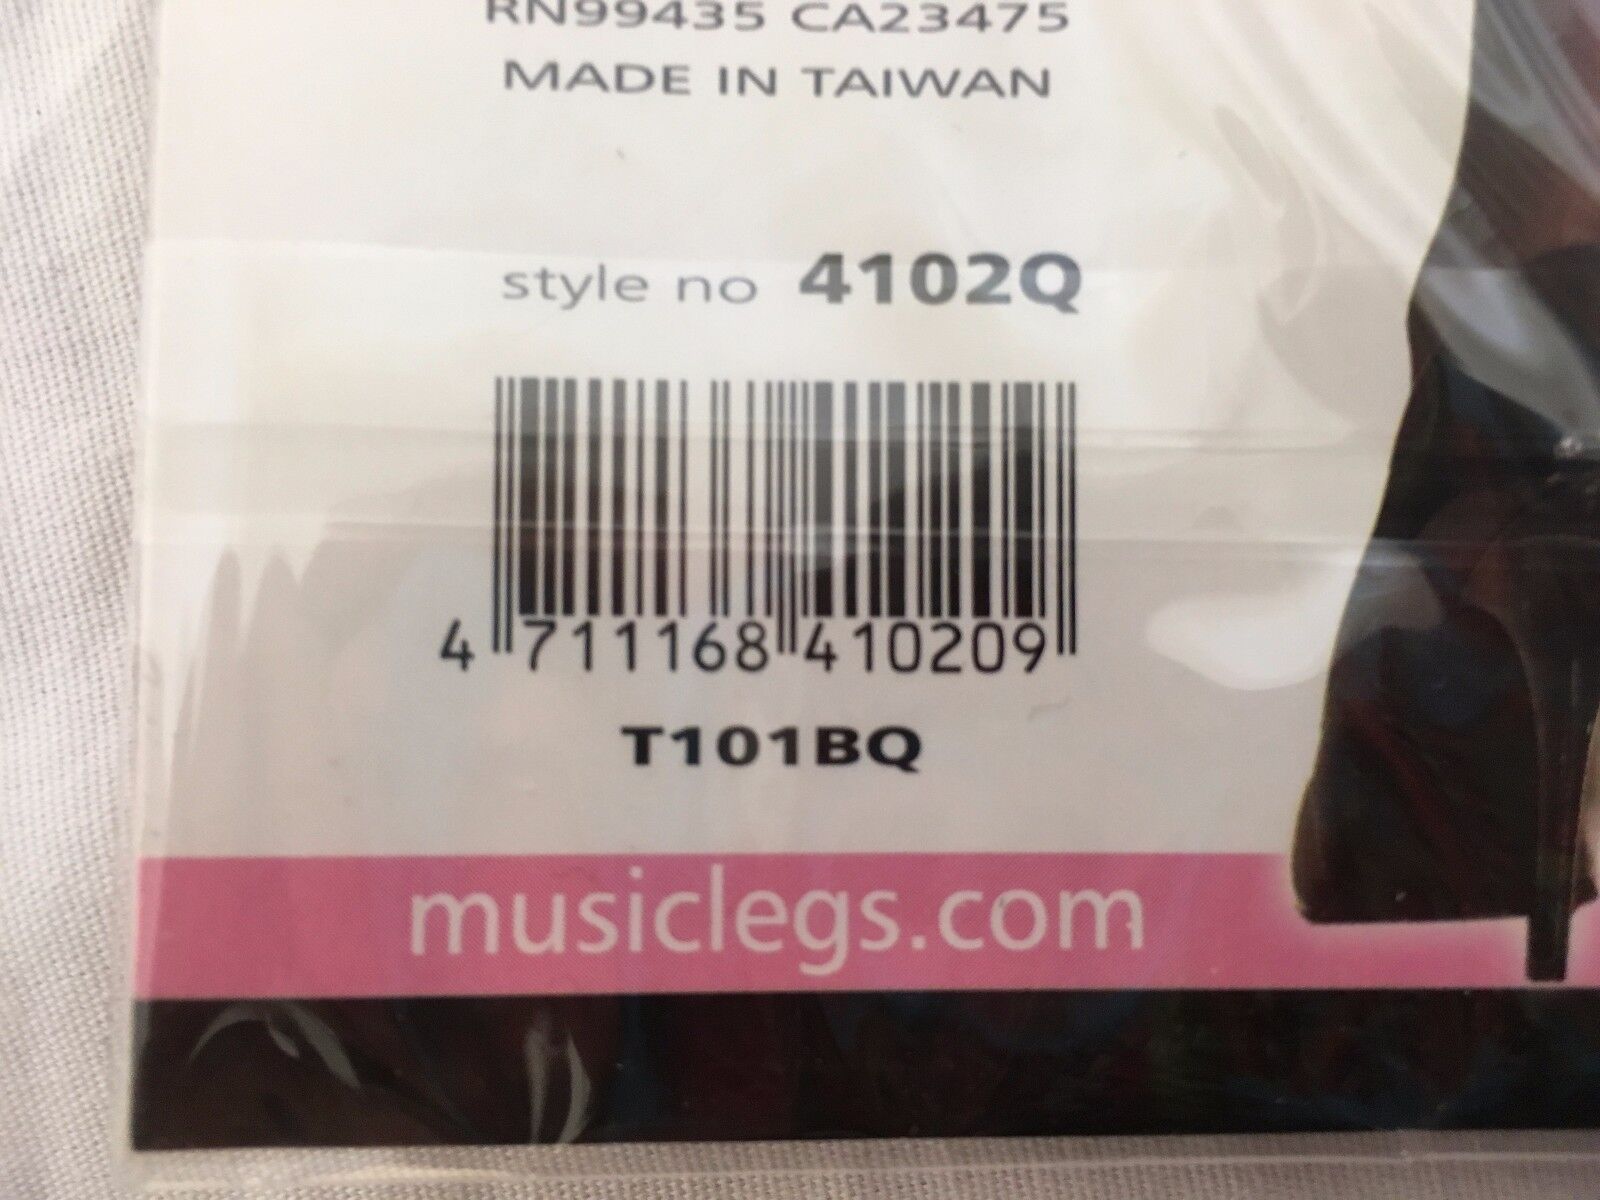 RN99435 CA23475
MADE IN TAIWAN
style no 4102Q
4 711168 410209
T101BQ
musiclegs.com